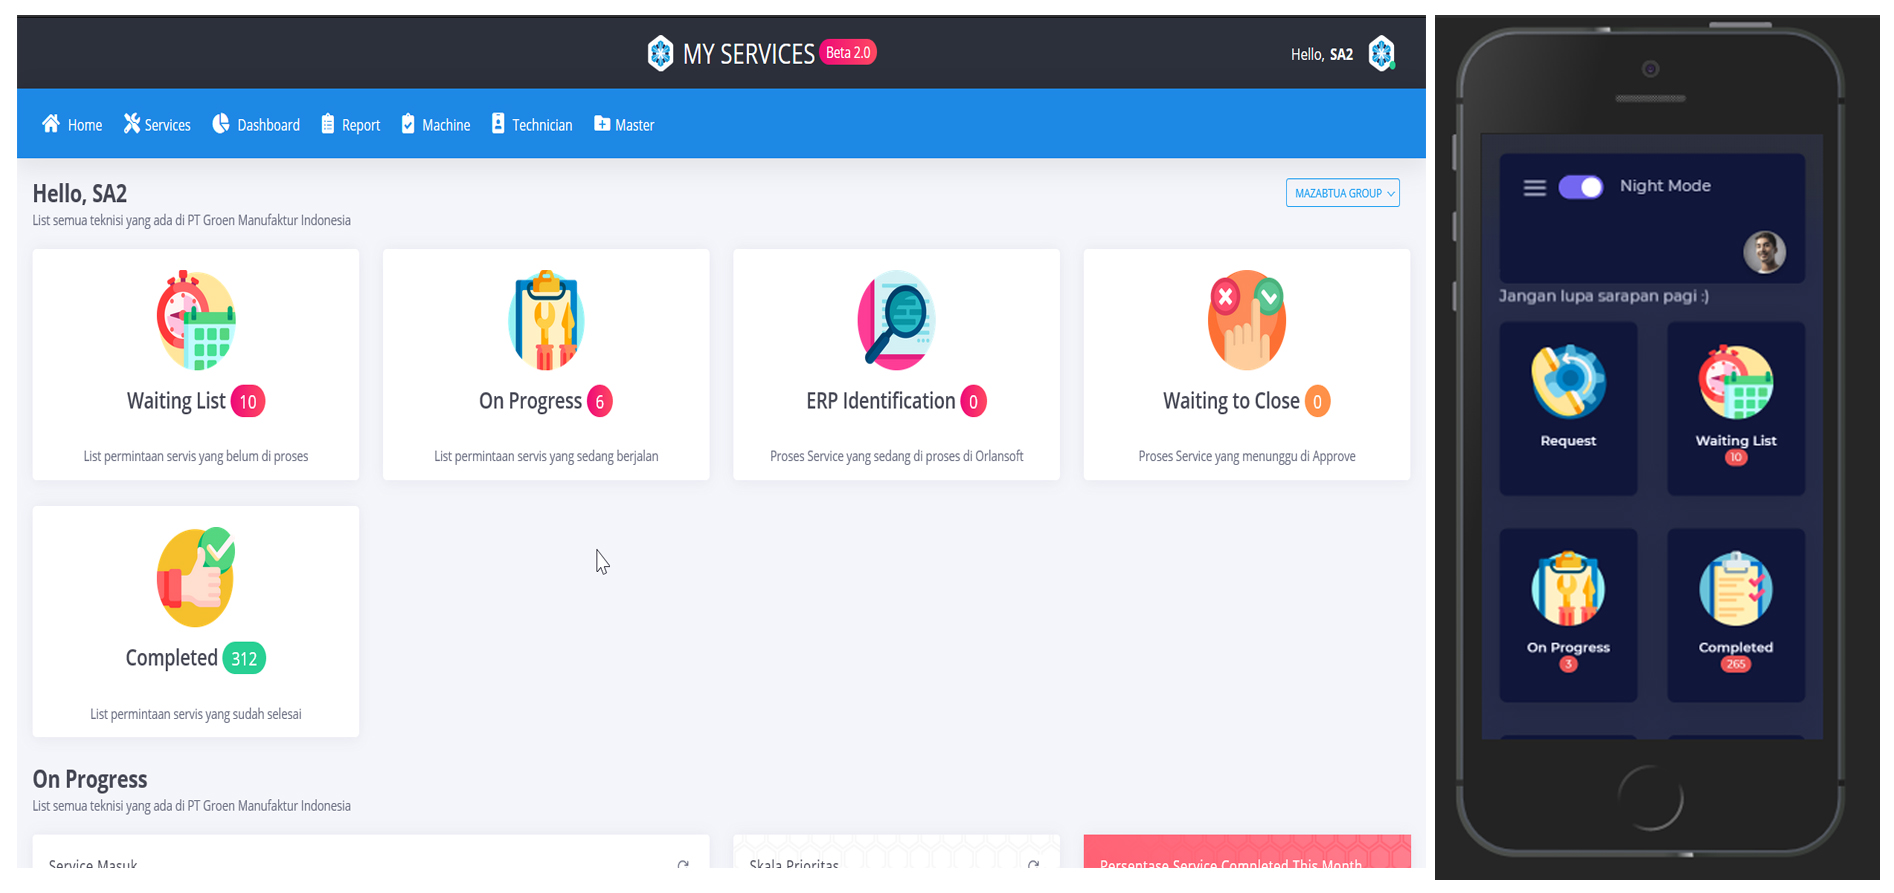 MY SERVICES Beta 2.0
Hello, SA2
Home Services Dashboard Report Machine Technician Master
Hello, SA2
List semua teknisi yang ada di PT Groen Manufaktur Indonesia
MAZABTUA GROUP
Waiting List 10
List permintaan servis yang belum di proses
On Progress 6
List permintaan servis yang sedang berjalan
ERP Identification 0
Proses Service yang sedang di proses di Orlansoft
Waiting to Close 0
Proses Service yang menunggu di Approve
Completed 312
List permintaan servis yang sudah selesai
On Progress
List semua teknisi yang ada di PT Groen Manufaktur Indonesia
Service Masuk
Skala Prioritas
Persentase Service Completed This Month
Night Mode
Jangan lupa sarapan pagi :)
Request
Waiting List
10
On Progress
3
Completed
265